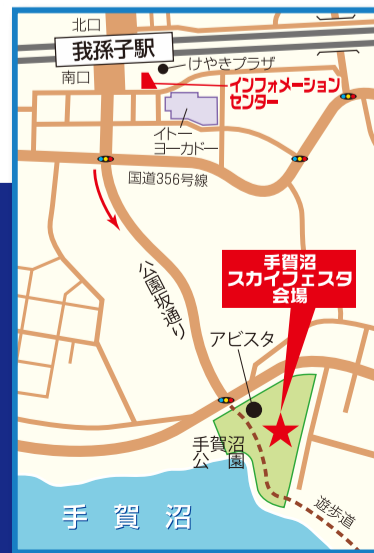 北口
我孫子駅
南口
けやきプラザ
インフォメーション
センター
イトー
ヨーカドー
国道356号線
公園坂通り
手賀沼
スカイフェスタ
会場
アビスタ
手賀沼
公園
遊歩道
手賀沼